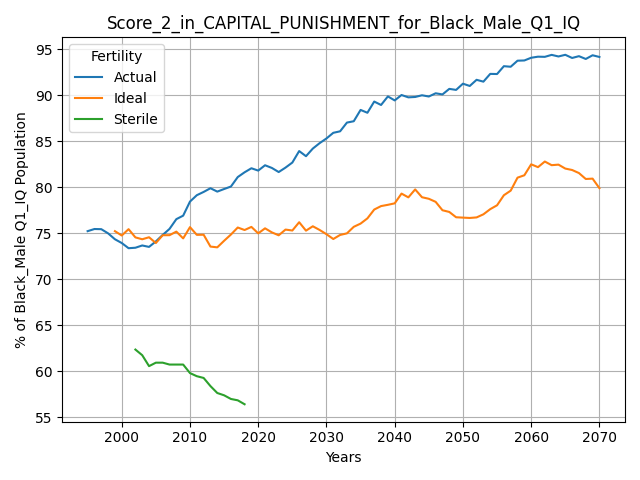 Score_2_in_CAPITAL_PUNISHMENT_for_Black_Male_Q1_IQ
Fertility
Actual
Ideal
Sterile
% of Black_Male Q1_IQ Population
95
90
85
80
75
70
65
60
55
2000 2010 2020 2030 2040 2050 2060 2070
Years